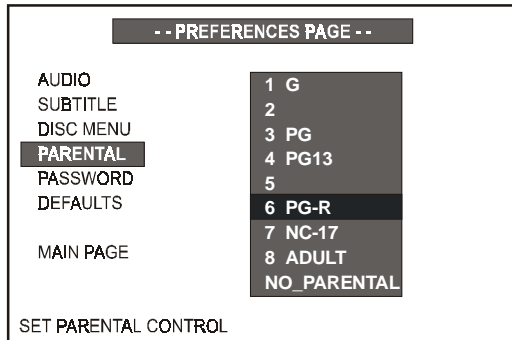 - - PREFERENCES PAGE - -
AUDIO
SUBTITLE
DISC MENU
PARENTAL
PASSWORD
DEFAULTS
MAIN PAGE
1 G
2
3 PG
4 PG13
5
6 PG-R
7 NC-17
8 ADULT
NO_PARENTAL
SET PARENTAL CONTROL